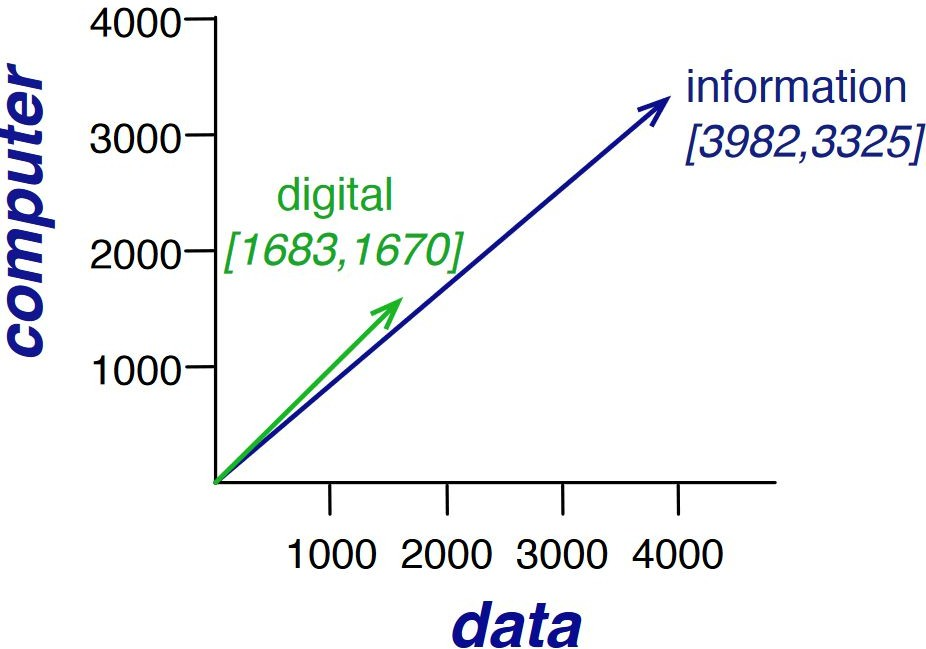 computer
4000
3000
2000
1000
digital
[1683,1670]
information
[3982,3325]
1000 2000 3000 4000
data